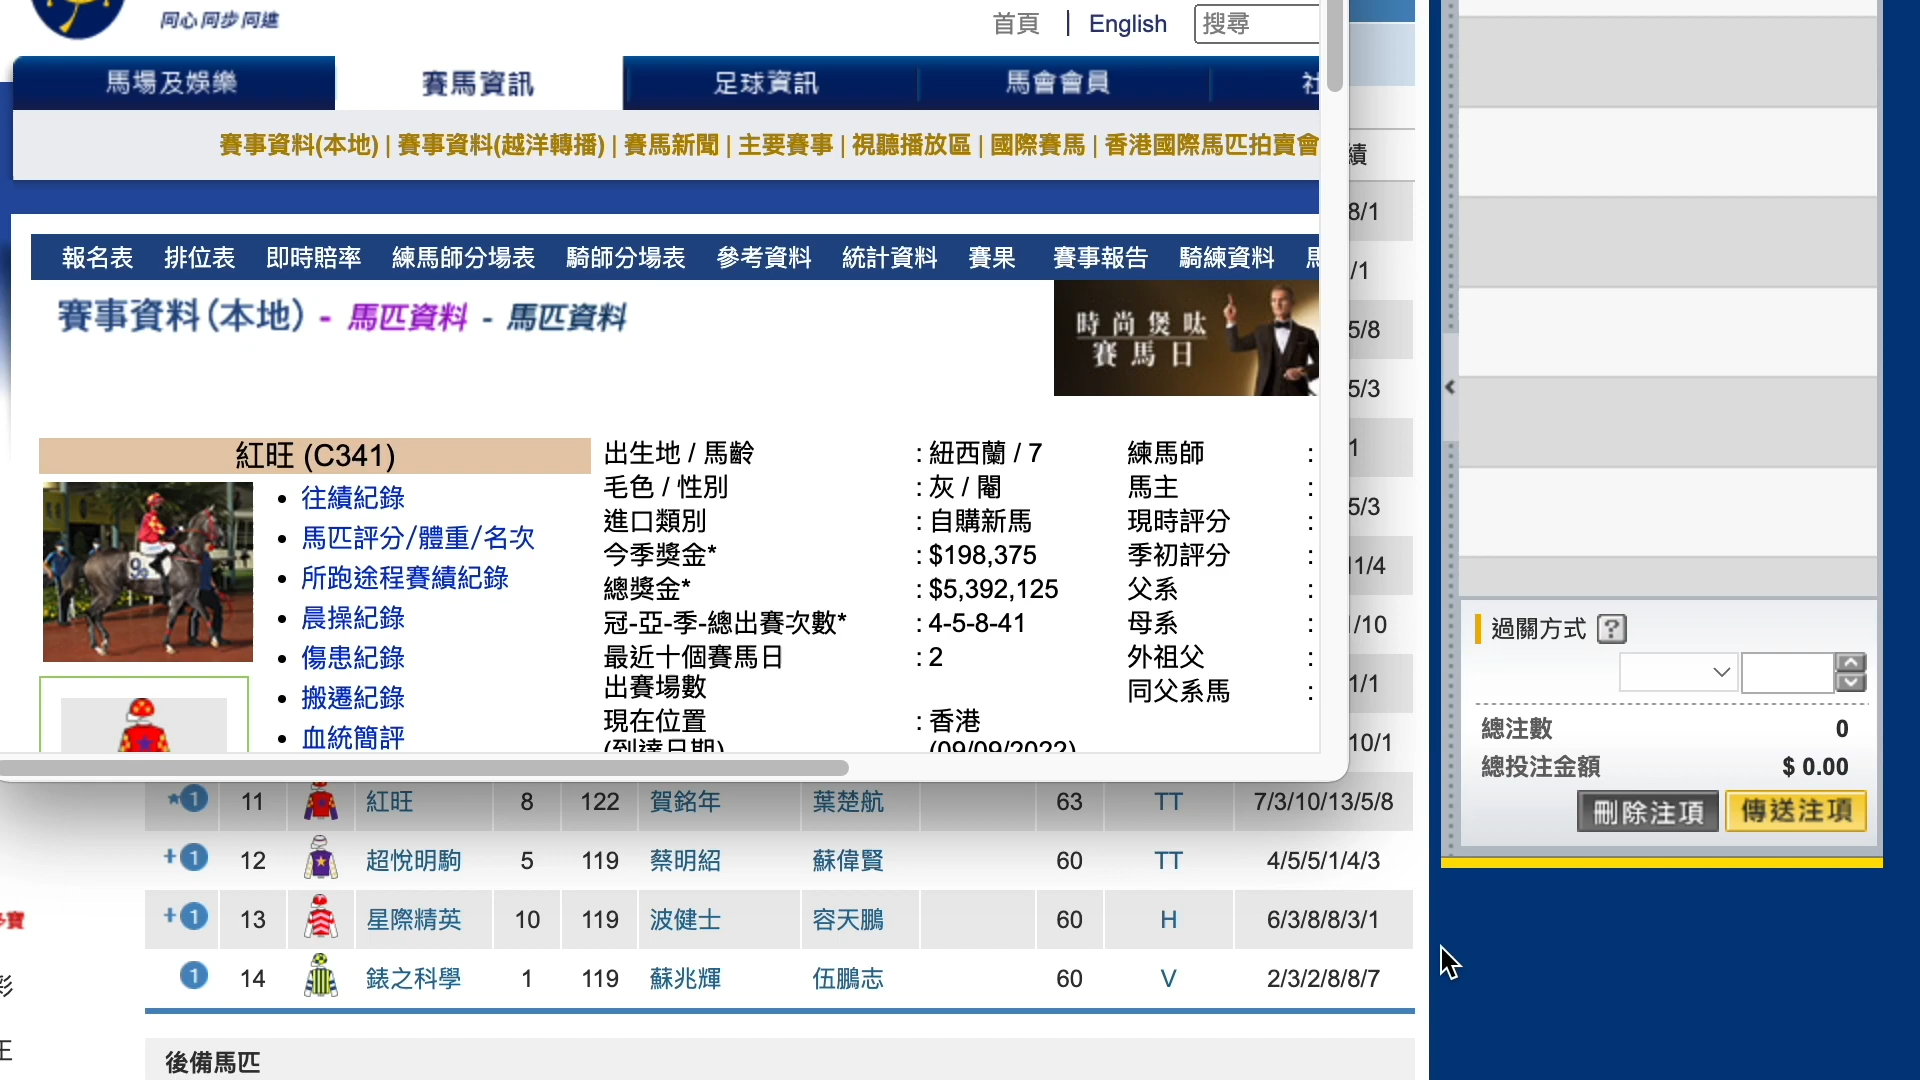 同心同步同進
首頁 | English 搜尋
馬場及娛樂 賽馬資訊 足球資訊 馬會會員 社
賽事資料(本地) | 賽事資料(越洋轉播) | 賽馬新聞 | 主要賽事 | 視聽播放區 | 國際賽馬 | 香港國際馬匹拍賣會
績
報名表 排位表 即時賠率 練馬師分場表 騎師分場表 參考資料 統計資料 賽果 賽事報告 騎練資料
賽事資料(本地) - 馬匹資料 - 馬匹資料
時尚煲呔
賽馬日
8/1
/1
5/8
5/3
1
5/3
11/4
/10
1/1
10/1
紅旺 (C341)
往績紀錄
馬匹評分/體重/名次
所跑途程賽績紀錄
晨操紀錄
傷患紀錄
搬遷紀錄
血統簡評
出生地 / 馬齡 : 紐西蘭 / 7 練馬師 :
毛色 / 性別 : 灰 / 閹 馬主 :
進口類別 : 自購新馬 現時評分 :
今季獎金* : $198,375 季初評分 :
總獎金* : $5,392,125 父系 :
冠-亞-季-總出賽次數* : 4-5-8-41 母系 :
最近十個賽馬日 : 2 外祖父 :
出賽場數 同父系馬 :
現在位置 : 香港
(到達日期) (09/09/2022)
1 11 紅旺 8 122 賀銘年 葉楚航 63 TT 7/3/10/13/5/8
+ 1 12 超悅明駒 5 119 蔡明紹 蘇偉賢 60 TT 4/5/5/1/4/3
+ 1 13 星際精英 10 119 波健士 容天鵬 60 H 6/3/8/8/3/1
1 14 錶之科學 1 119 蘇兆輝 伍鵬志 60 V 2/3/2/8/8/7
後備馬匹
寶
彩
王
過關方式 ?
總注數 0
總投注金額 $ 0.00
刪除注項 傳送注項